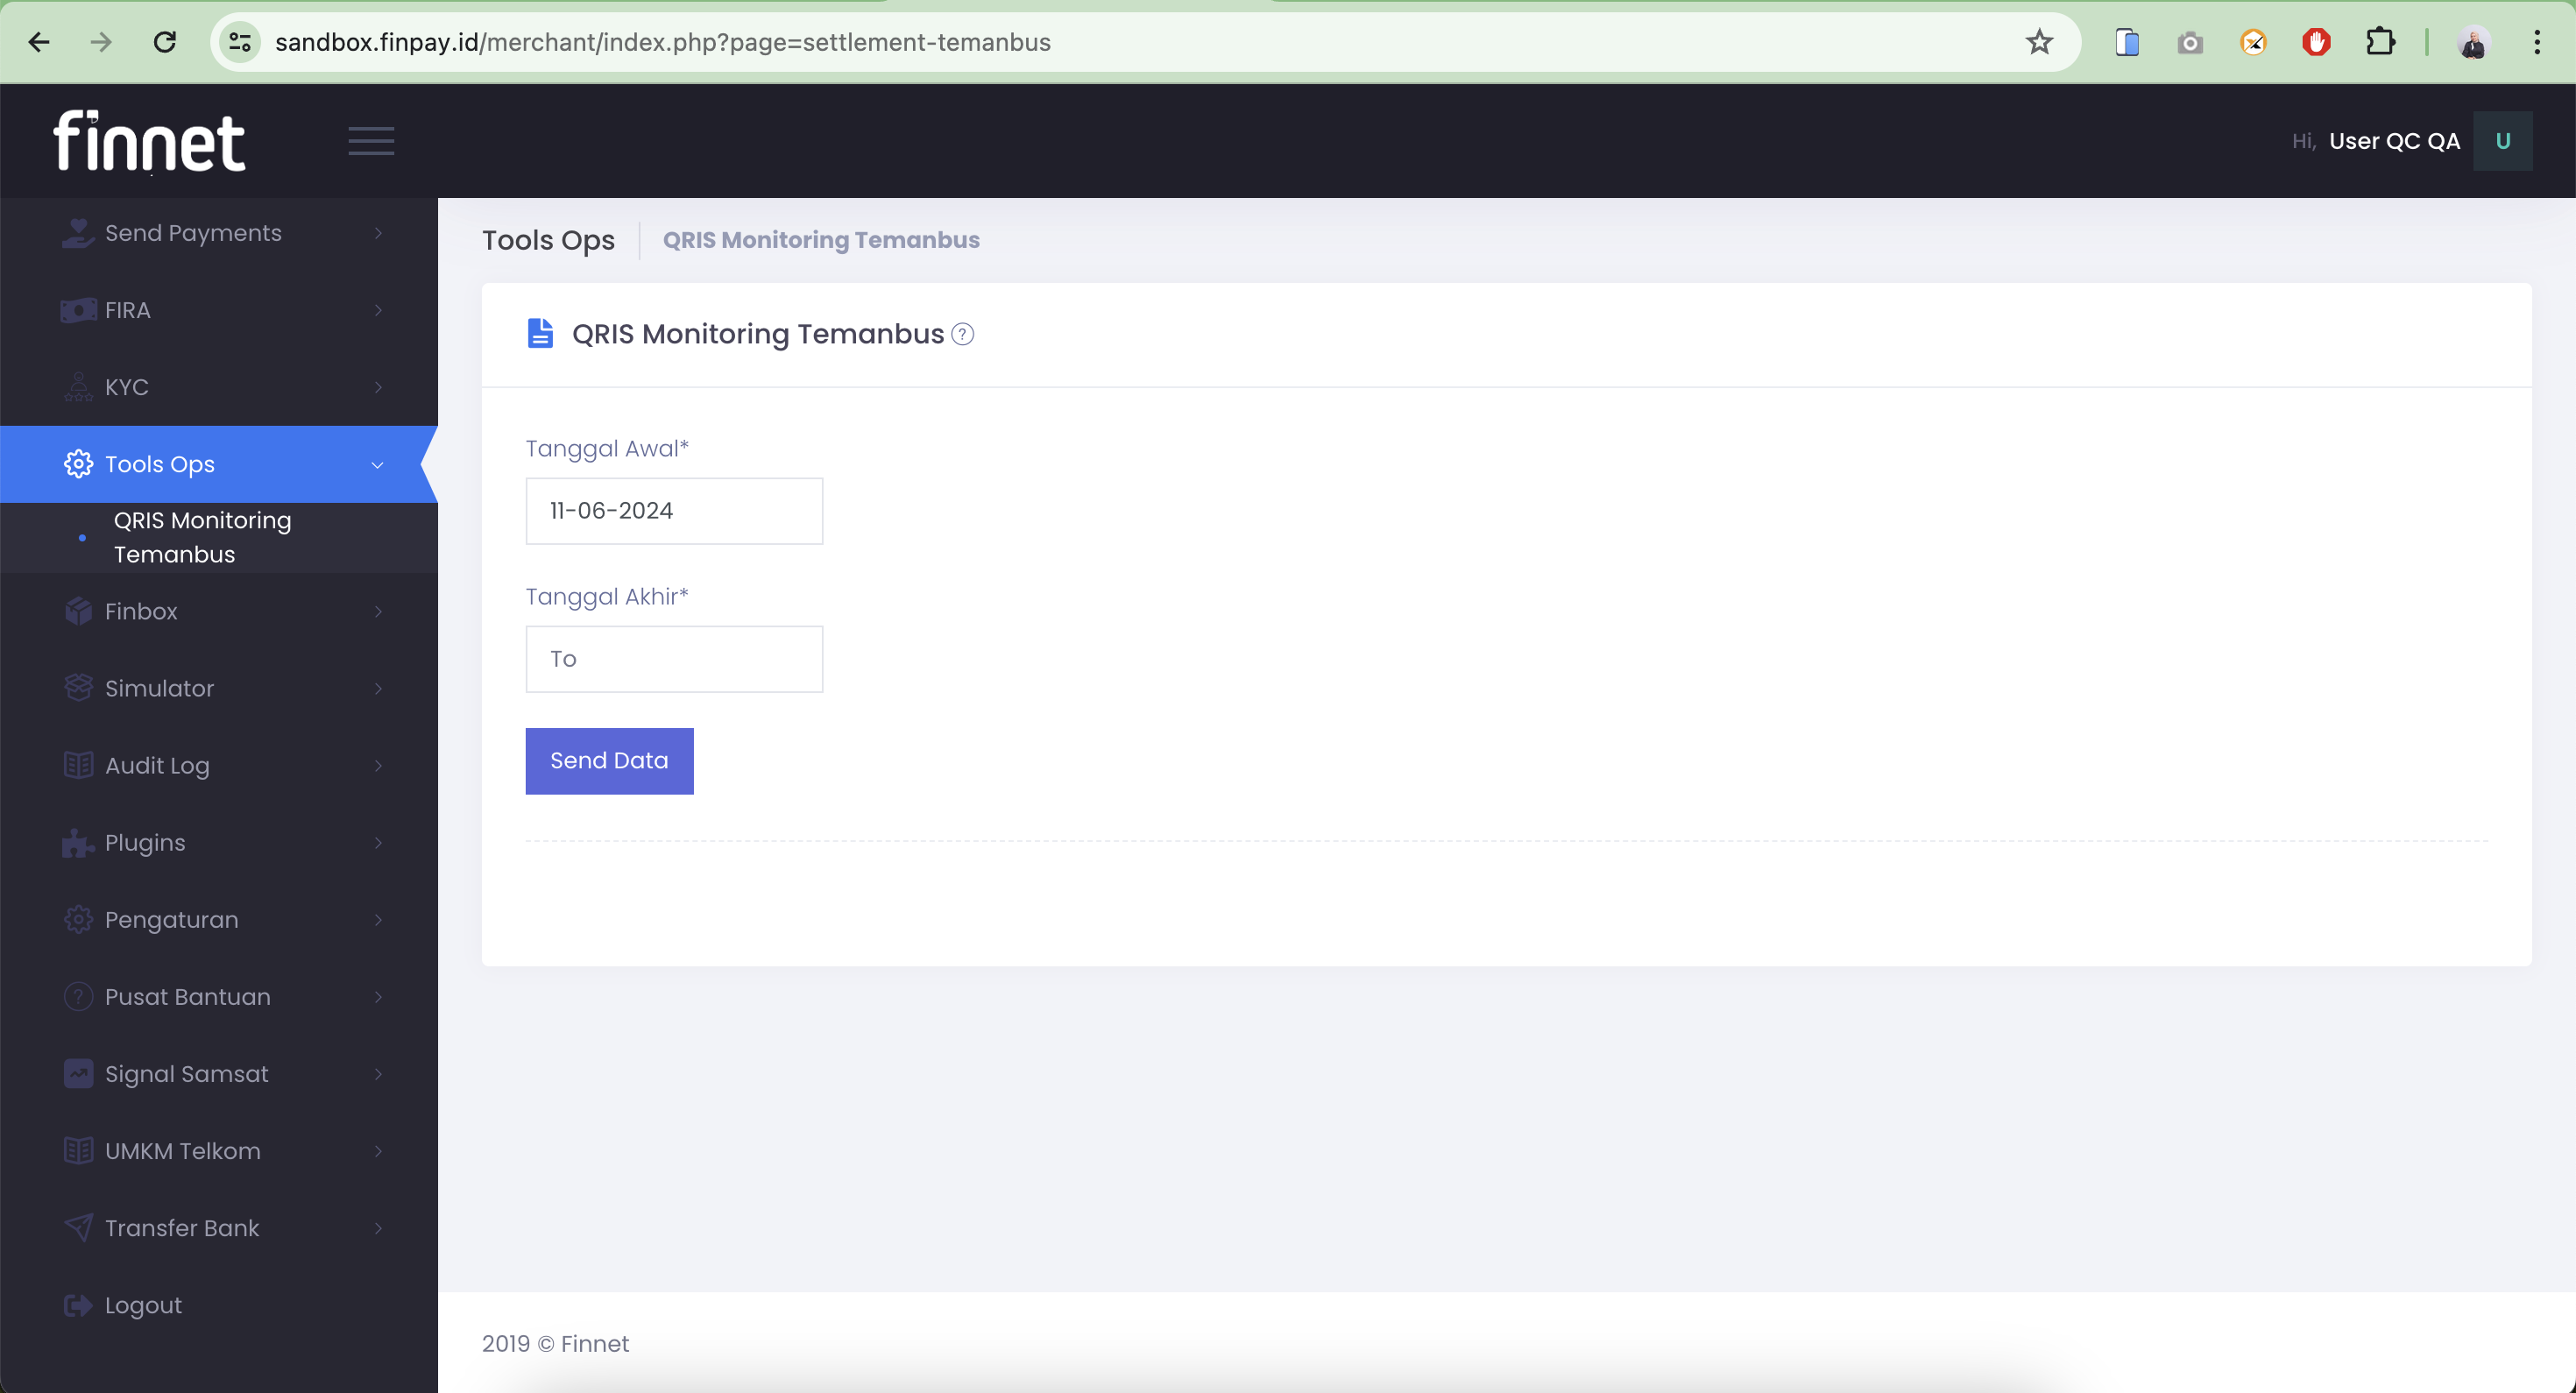 sandbox.finpay.id/merchant/index.php?page=settlement-temanbus
finnet
Hi, User QC QA U
Send Payments
FIRA
KYC
Tools Ops
QRIS Monitoring
Temanbus
Finbox
Simulator
Audit Log
Plugins
Pengaturan
Pusat Bantuan
Signal Samsat
UMKM Telkom
Transfer Bank
Logout
Tools Ops QRIS Monitoring Temanbus
QRIS Monitoring Temanbus ?
Tanggal Awal*
11-06-2024
Tanggal Akhir*
To
Send Data
2019 © Finnet